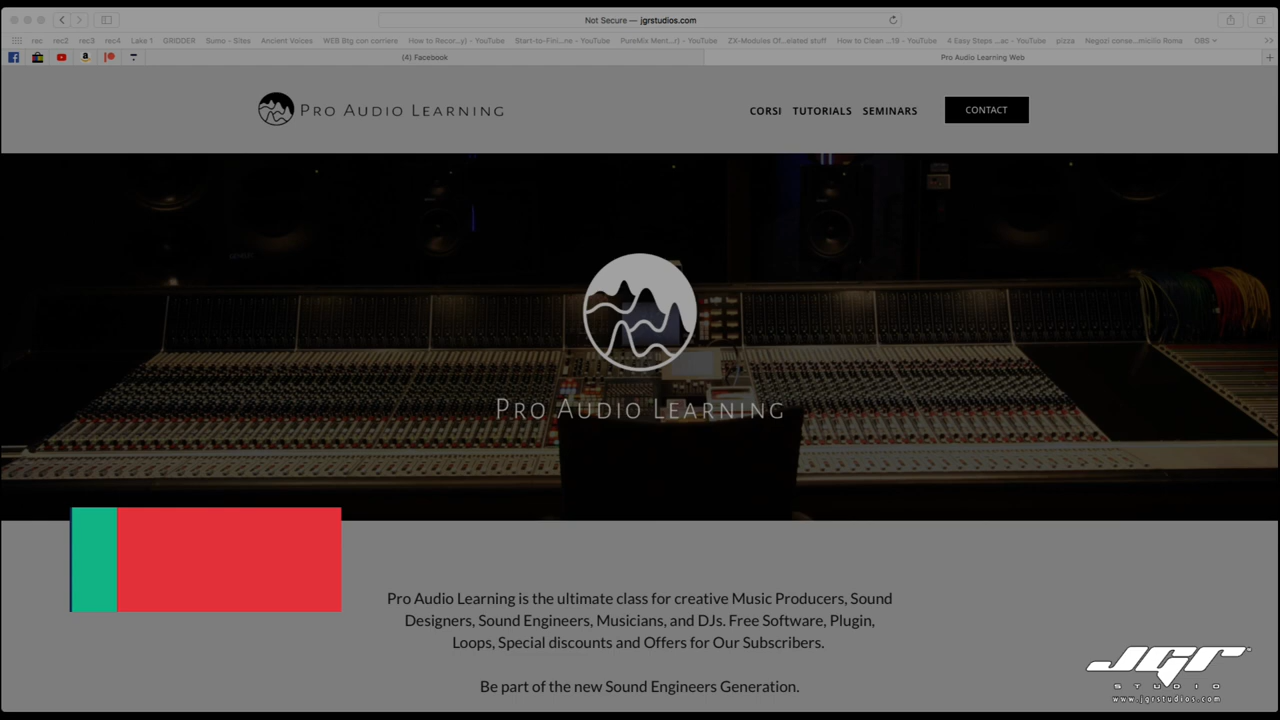 Not Secure — jgrstudios.com
rec rec2 rec3 rec4 Lake 1 GRIDDER Sumo - Sites Ancient Voices WEB Btg con corriere How to Recor...y) - YouTube Start-to-Fini...ne - YouTube PureMix Ment...r) - YouTube ZX-Modules Of...elated stuff How to Clean ...19 - YouTube 4 Easy Steps ...ac - YouTube pizza Negozi conse...micilio Roma OBS
(4) Facebook Pro Audio Learning Web
PRO AUDIO LEARNING CORSI TUTORIALS SEMINARS CONTACT
PRO AUDIO LEARNING
Pro Audio Learning is the ultimate class for creative Music Producers, Sound
Designers, Sound Engineers, Musicians, and DJs. Free Software, Plugin,
Loops, Special discounts and Offers for Our Subscribers.
Be part of the new Sound Engineers Generation.
JGR
STUDIO
www.jgrstudios.com